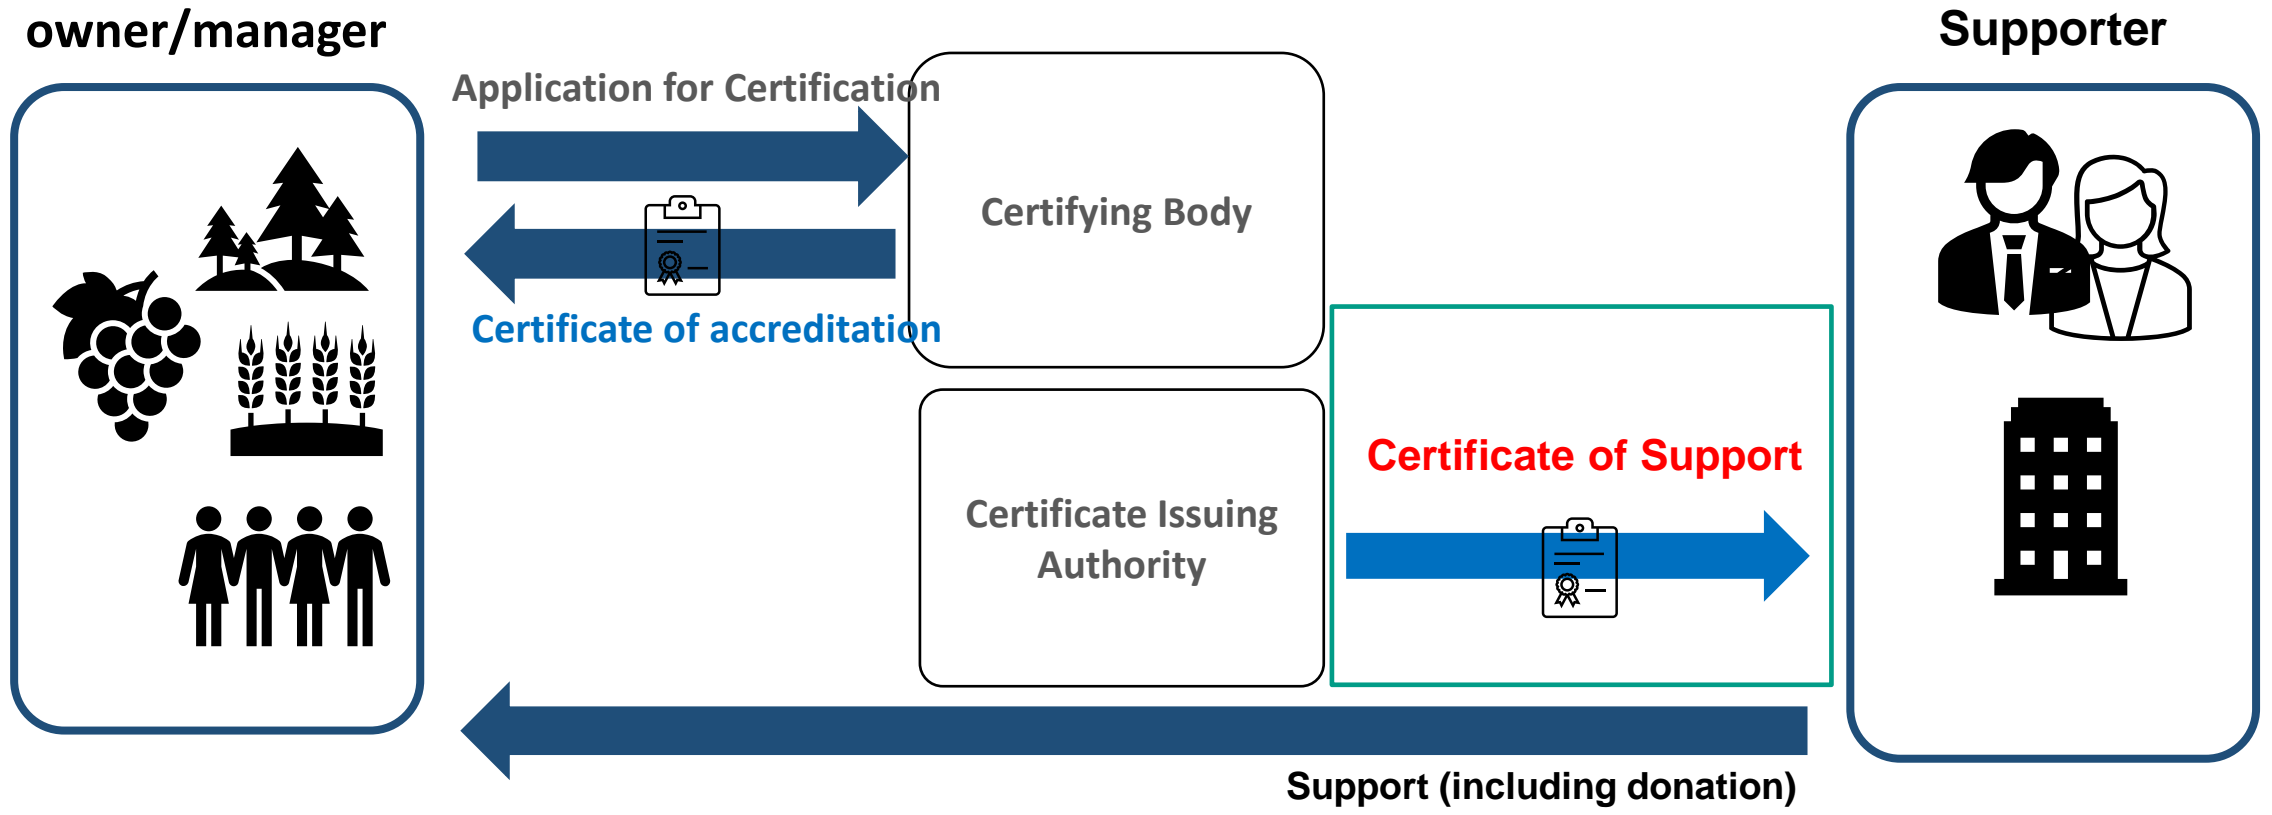 owner/manager
Supporter
Application for Certification
Certifying Body
Certificate of accreditation
Certificate of Support
Certificate Issuing
Authority
Support (including donation)